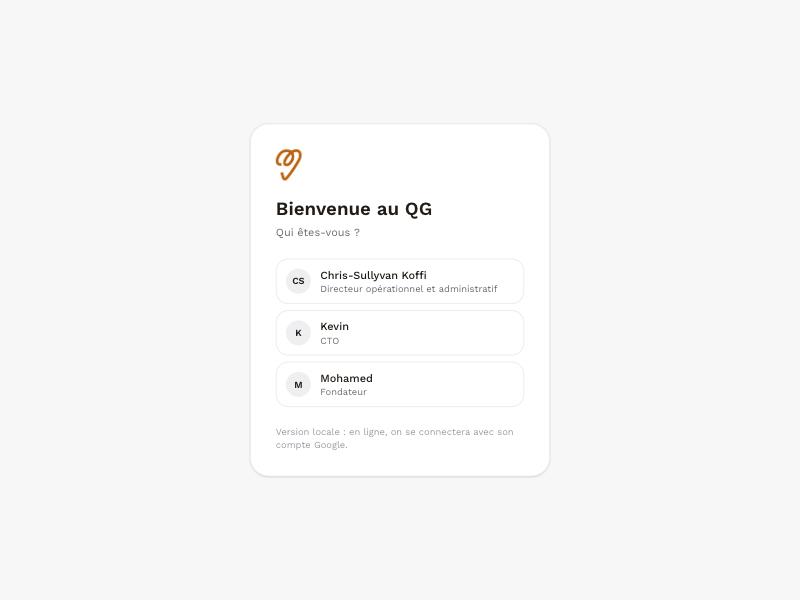 Bienvenue au QG
Qui êtes-vous ?
CS
Chris-Sullyvan Koffi
Directeur opérationnel et administratif
K
Kevin
CTO
M
Mohamed
Fondateur
Version locale : en ligne, on se connectera avec son
compte Google.